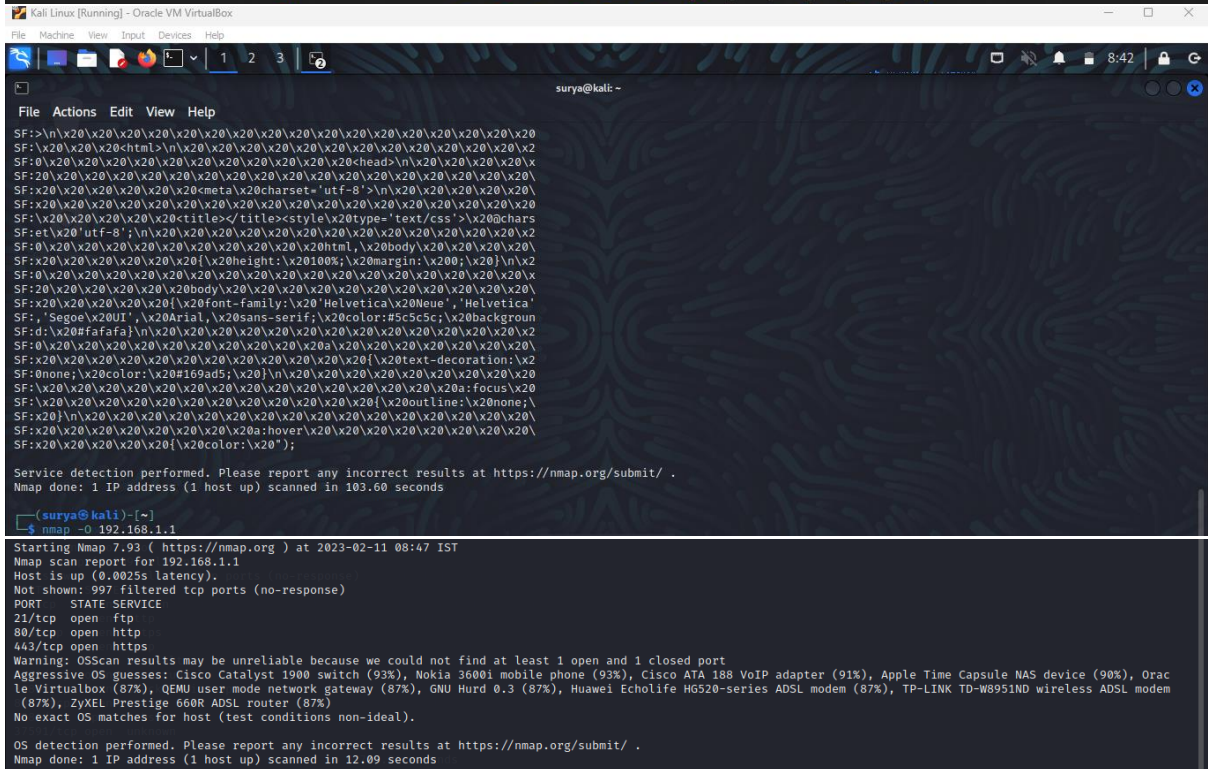 Kali Linux [Running] - Oracle VM VirtualBox
File Machine View Input Devices Help
1 2 3 8:42
surya@kali: ~
File Actions Edit View Help
SF:>\n\x20\x20\x20\x20\x20\x20\x20\x20\x20\x20\x20\x20\x20\x20\x20\x20\x20
SF:\x20\x20\x20<html>\n\x20\x20\x20\x20\x20\x20\x20\x20\x20\x20\x20\x20\x2
SF:0\x20\x20\x20\x20\x20\x20\x20\x20\x20\x20\x20<head>\n\x20\x20\x20\x20\x
SF:20\x20\x20\x20\x20\x20\x20\x20\x20\x20\x20\x20\x20\x20\x20\x20\x20\x20\
SF:x20\x20\x20\x20\x20\x20<meta\x20charset='utf-8'>\n\x20\x20\x20\x20\x20\
SF:x20\x20\x20\x20\x20\x20\x20\x20\x20\x20\x20\x20\x20\x20\x20\x20\x20\x20
SF:\x20\x20\x20\x20\x20<title></title><style\x20type='text/css'>\x20@chars
SF:et\x20'utf-8';\n\x20\x20\x20\x20\x20\x20\x20\x20\x20\x20\x20\x20\x20\x2
SF:0\x20\x20\x20\x20\x20\x20\x20\x20\x20\x20html,\x20body\x20\x20\x20\x20\
SF:x20\x20\x20\x20\x20\x20\x20{\x20height:\x20100%;\x20margin:\x200;\x20}\n\x2
SF:0\x20\x20\x20\x20\x20\x20\x20\x20\x20\x20\x20\x20\x20\x20\x20\x20\x20\x
SF:20\x20\x20\x20\x20\x20body\x20\x20\x20\x20\x20\x20\x20\x20\x20\x20\x20\
SF:x20\x20\x20\x20{\x20font-family:\x20'Helvetica\x20Neue','Helvetica'
SF:,'Segoe\x20UI',\x20Arial,\x20sans-serif;\x20color:#5c5c5c;\x20backgroun
SF:d:\x20#fafafa}\n\x20\x20\x20\x20\x20\x20\x20\x20\x20\x20\x20\x20\x20\x2
SF:0\x20\x20\x20\x20\x20\x20\x20\x20\x20\x20a\x20\x20\x20\x20\x20\x20\x20\
SF:x20\x20\x20\x20\x20\x20\x20\x20\x20\x20\x20{\x20text-decoration:\x2
SF:0none;\x20color:\x20#169ad5;\x20}\n\x20\x20\x20\x20\x20\x20\x20\x20\x20
SF:\x20\x20\x20\x20\x20\x20\x20\x20\x20\x20\x20\x20\x20\x20\x20a:focus\x20
SF:\x20\x20\x20\x20\x20\x20\x20\x20\x20\x20\x20\x20{\x20outline:\x20none;\
SF:x20}\n\x20\x20\x20\x20\x20\x20\x20\x20\x20\x20\x20\x20\x20\x20\x20\x20\
SF:x20\x20\x20\x20\x20\x20\x20\x20a:hover\x20\x20\x20\x20\x20\x20\x20\x20\
SF:x20\x20\x20\x20\x20{\x20color:\x20");
Service detection performed. Please report any incorrect results at https://nmap.org/submit/ .
Nmap done: 1 IP address (1 host up) scanned in 103.60 seconds
┌──(surya㉿kali)-[~]
└─$ nmap -O 192.168.1.1
Starting Nmap 7.93 ( https://nmap.org ) at 2023-02-11 08:47 IST
Nmap scan report for 192.168.1.1
Host is up (0.0025s latency).
Not shown: 997 filtered tcp ports (no-response)
PORT STATE SERVICE
21/tcp open ftp
80/tcp open http
443/tcp open https
Warning: OSScan results may be unreliable because we could not find at least 1 open and 1 closed port
Aggressive OS guesses: Cisco Catalyst 1900 switch (93%), Nokia 3600i mobile phone (93%), Cisco ATA 188 VoIP adapter (91%), Apple Time Capsule NAS device (90%), Orac
le Virtualbox (87%), QEMU user mode network gateway (87%), GNU Hurd 0.3 (87%), Huawei Echolife HG520-series ADSL modem (87%), TP-LINK TD-W8951ND wireless ADSL modem
(87%), ZyXEL Prestige 660R ADSL router (87%)
No exact OS matches for host (test conditions non-ideal).
OS detection performed. Please report any incorrect results at https://nmap.org/submit/ .
Nmap done: 1 IP address (1 host up) scanned in 12.09 seconds